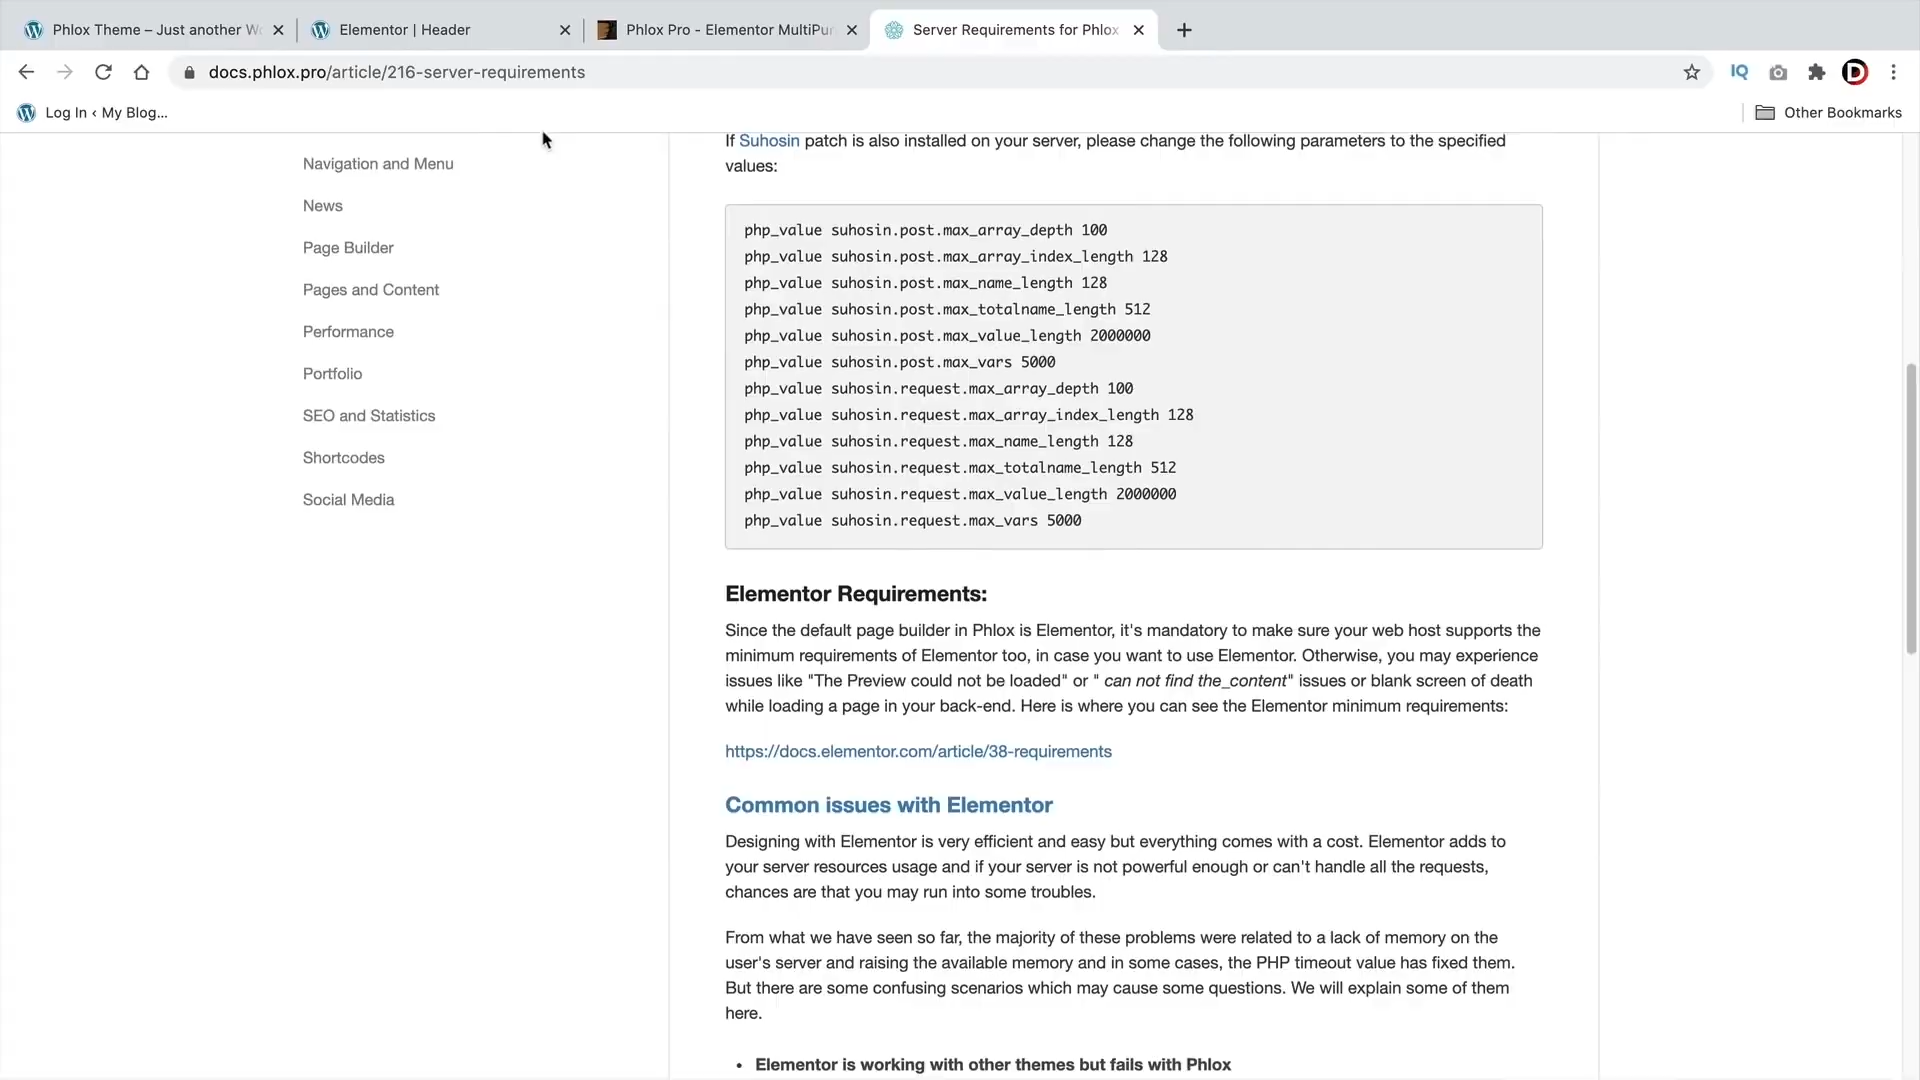 Phlox Theme – Just another Wo
Elementor | Header
Phlox Pro - Elementor MultiPur
Server Requirements for Phlox
docs.phlox.pro/article/216-server-requirements
IQ
D
Log In ‹ My Blog...
Other Bookmarks
Navigation and Menu
News
Page Builder
Pages and Content
Performance
Portfolio
SEO and Statistics
Shortcodes
Social Media
If Suhosin patch is also installed on your server, please change the following parameters to the specified
values:
php_value suhosin.post.max_array_depth 100
php_value suhosin.post.max_array_index_length 128
php_value suhosin.post.max_name_length 128
php_value suhosin.post.max_totalname_length 512
php_value suhosin.post.max_value_length 2000000
php_value suhosin.post.max_vars 5000
php_value suhosin.request.max_array_depth 100
php_value suhosin.request.max_array_index_length 128
php_value suhosin.request.max_name_length 128
php_value suhosin.request.max_totalname_length 512
php_value suhosin.request.max_value_length 2000000
php_value suhosin.request.max_vars 5000
Elementor Requirements:
Since the default page builder in Phlox is Elementor, it's mandatory to make sure your web host supports the
minimum requirements of Elementor too, in case you want to use Elementor. Otherwise, you may experience
issues like "The Preview could not be loaded" or " can not find the_content" issues or blank screen of death
while loading a page in your back-end. Here is where you can see the Elementor minimum requirements:
https://docs.elementor.com/article/38-requirements
Common issues with Elementor
Designing with Elementor is very efficient and easy but everything comes with a cost. Elementor adds to
your server resources usage and if your server is not powerful enough or can't handle all the requests,
chances are that you may run into some troubles.
From what we have seen so far, the majority of these problems were related to a lack of memory on the
user's server and raising the available memory and in some cases, the PHP timeout value has fixed them.
But there are some confusing scenarios which may cause some questions. We will explain some of them
here.
• Elementor is working with other themes but fails with Phlox